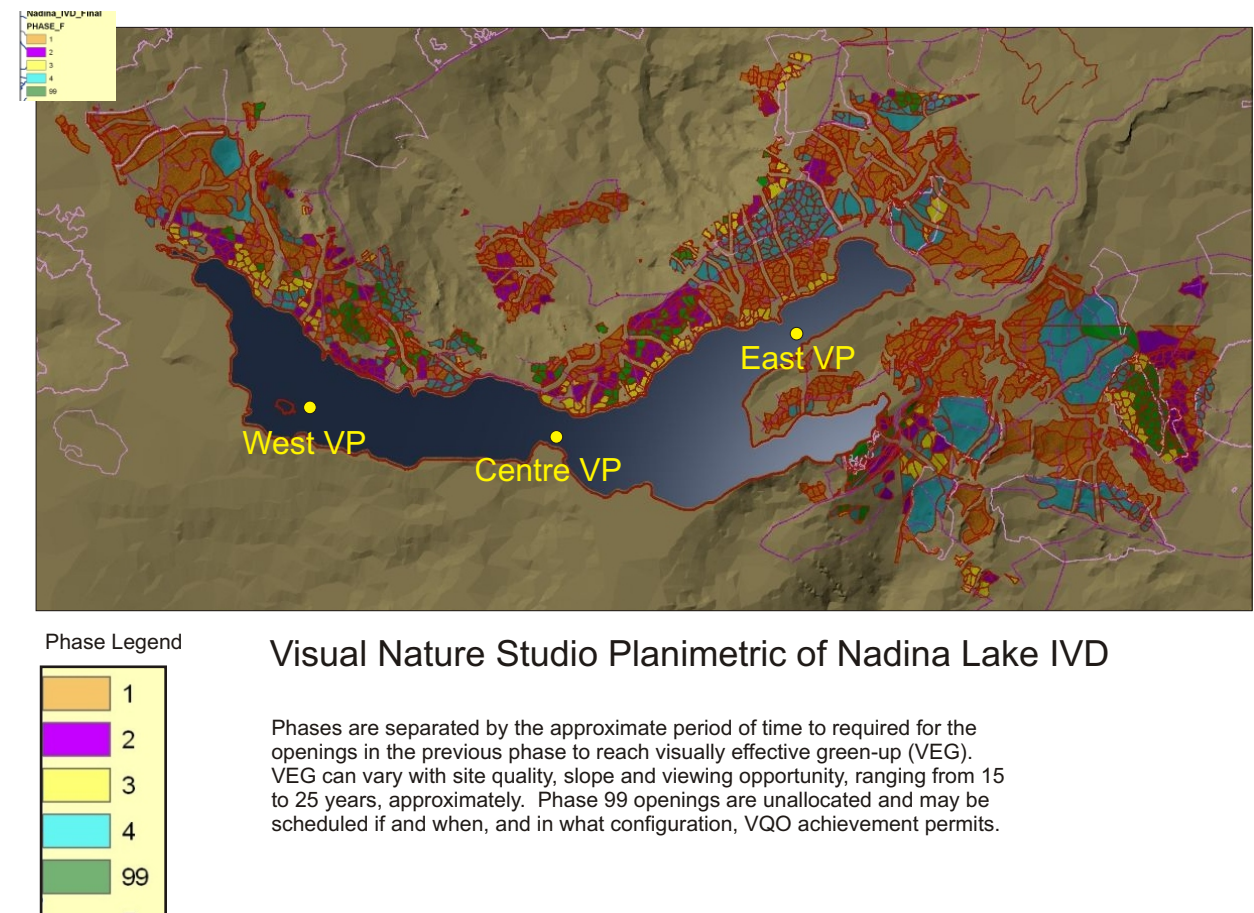 Nadina_IVD_Final
PHASE_F
1
2
3
4
99
East VP
West VP
Centre VP
Phase Legend
1
2
3
4
99
Visual Nature Studio Planimetric of Nadina Lake IVD
Phases are separated by the approximate period of time to required for the
openings in the previous phase to reach visually effective green-up (VEG).
VEG can vary with site quality, slope and viewing opportunity, ranging from 15
to 25 years, approximately.  Phase 99 openings are unallocated and may be
scheduled if and when, and in what configuration, VQO achievement permits.